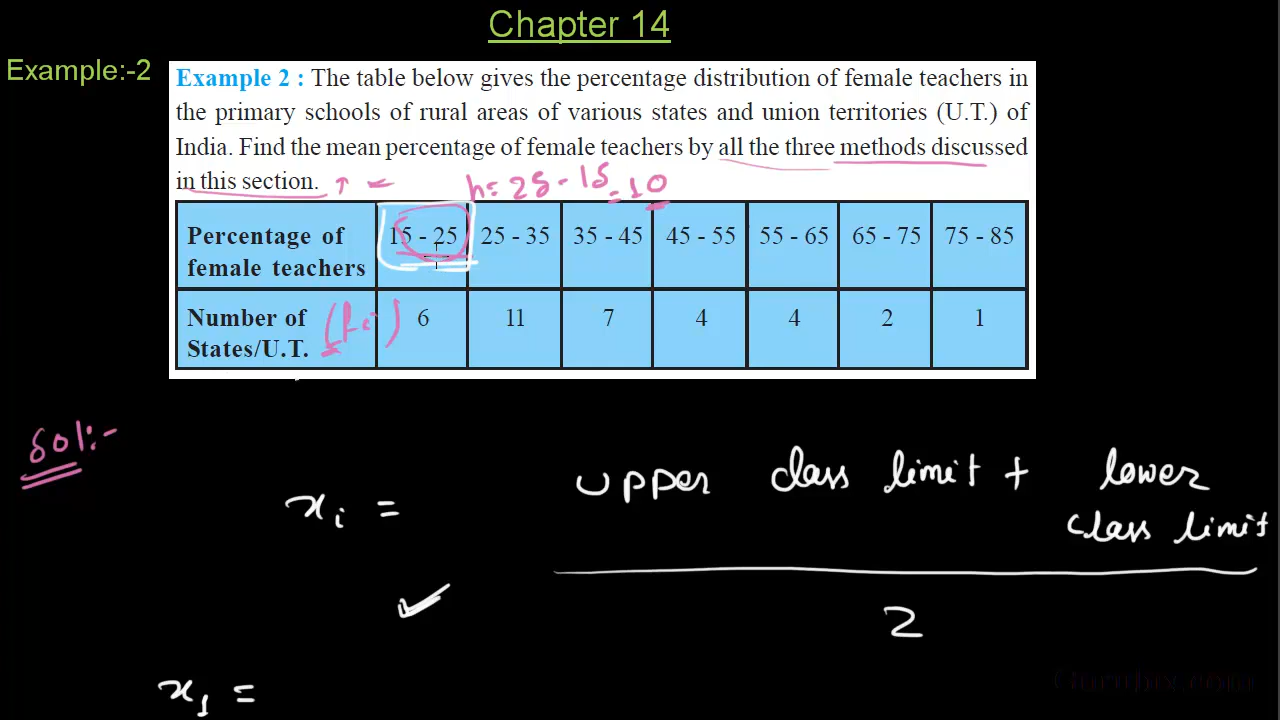 Chapter 14
Example:-2
Example 2 : The table below gives the percentage distribution of female teachers in
the primary schools of rural areas of various states and union territories (U.T.) of
India. Find the mean percentage of female teachers by all the three methods discussed
in this section.
h = 25 - 15 = 10
Percentage of female teachers 15 - 25 25 - 35 35 - 45 45 - 55 55 - 65 65 - 75 75 - 85
Number of States/U.T. (fi) 6 11 7 4 4 2 1
Sol:-
xi = upper class limit + lower
class limit
2
x1 =